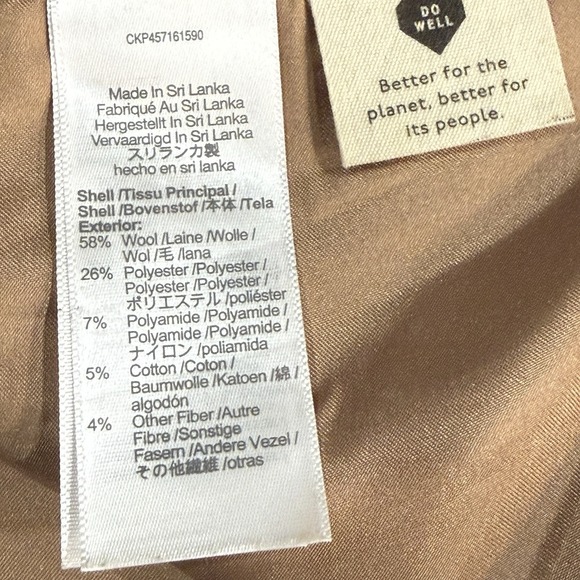 CKP457161590
Made In Sri Lanka
Fabriqué Au Sri Lanka
Hergestellt In Sri Lanka
Vervaardigd In Sri Lanka
スリランカ製
hecho en sri lanka
Shell /Tissu Principal /
Shell /Bovenstof /本体 /Tela
Exterior:
58% Wool /Laine /Wolle /
Wol /毛 /lana
26% Polyester /Polyester /
Polyester /Polyester /
ポリエステル /poliéster
7% Polyamide /Polyamide /
Polyamide /Polyamide /
ナイロン /poliamida
5% Cotton /Coton /
Baumwolle /Katoen /綿 /
algodón
4% Other Fiber /Autre
Fibre /Sonstige
Fasern /Andere Vezel /
その他繊維 /otras
DO
WELL
Better for the
planet, better for
its people.